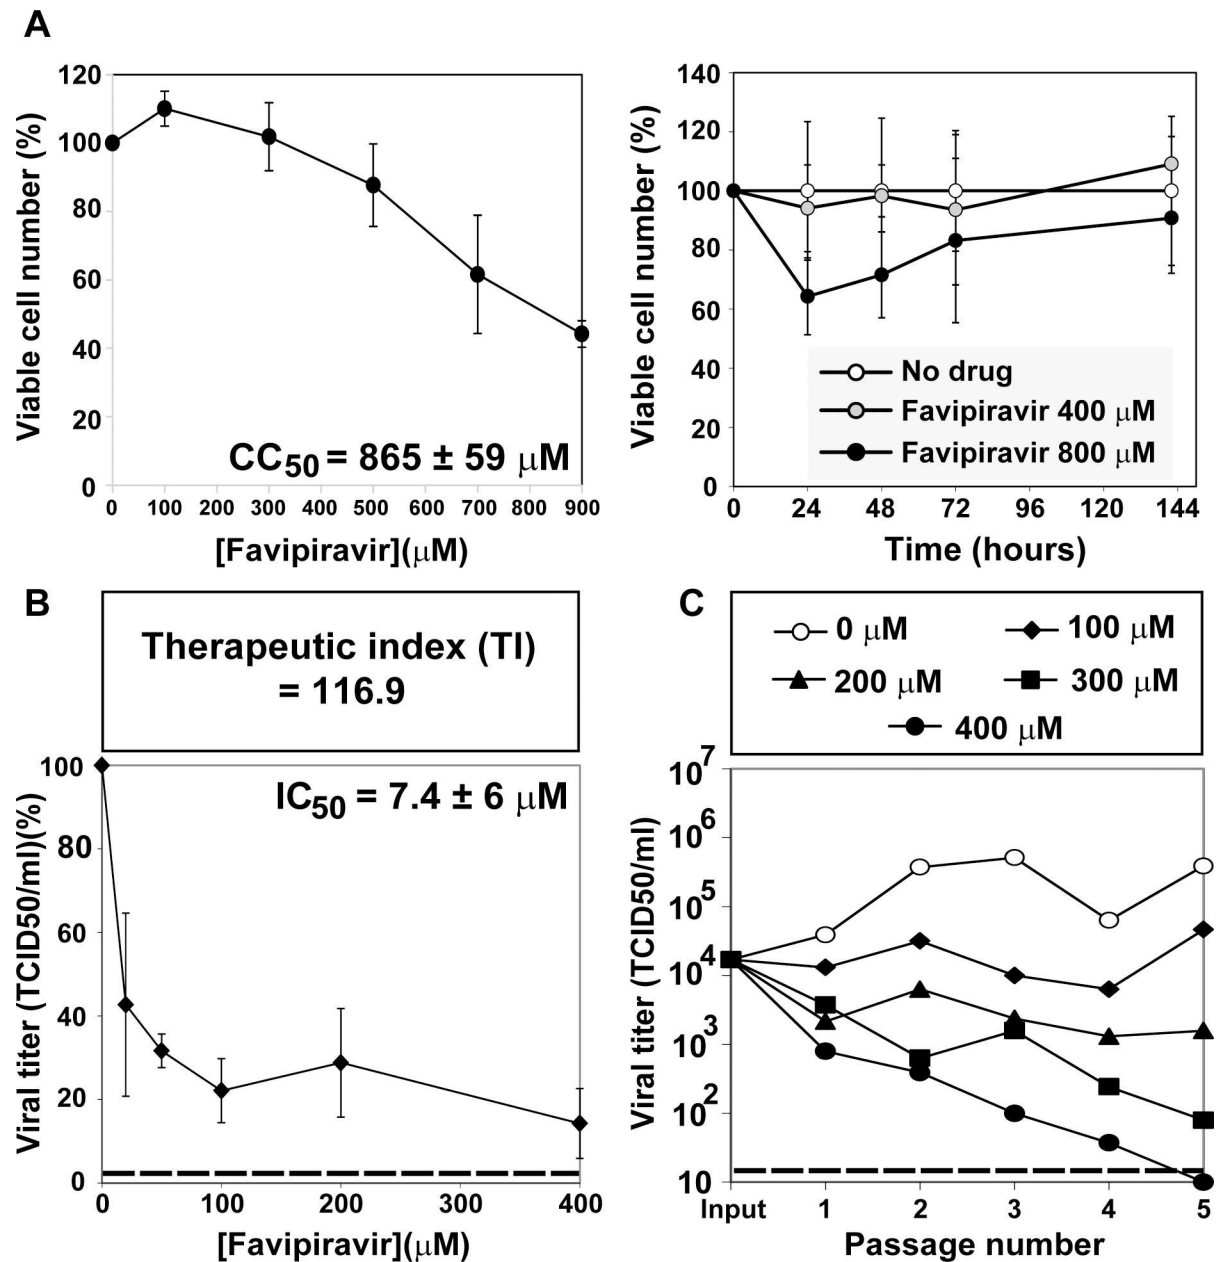 A
120
100
80
60
40
20
0
Viable cell number (%)
CC50 = 865 ± 59 μM
0 100 200 300 400 500 600 700 800 900
[Favipiravir](μM)
140
120
100
80
60
40
20
0
Viable cell number (%)
No drug
Favipiravir 400 μM
Favipiravir 800 μM
0 24 48 72 96 120 144
Time (hours)
B
Therapeutic index (TI)
= 116.9
IC50 = 7.4 ± 6 μM
100
80
60
40
20
0
Viral titer (TCID50/ml)(%)
0 100 200 300 400
[Favipiravir](μM)
C
0 μM 100 μM
200 μM 300 μM
400 μM
10^7
10^6
10^5
10^4
10^3
10^2
10
Viral titer (TCID50/ml)
Input 1 2 3 4 5
Passage number